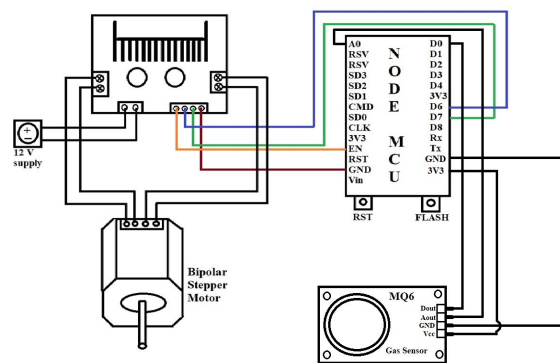 12 V
supply
Bipolar
Stepper
Motor
NODE MCU
A0
RSV
RSV
SD3
SD2
SD1
CMD
SD0
CLK
3V3
EN
RST
GND
Vin
D0
D1
D2
D3
D4
3V3
D6
D7
D8
Rx
Tx
GND
3V3
RST
FLASH
MQ6
Dout
Aout
GND
Vcc
Gas Sensor